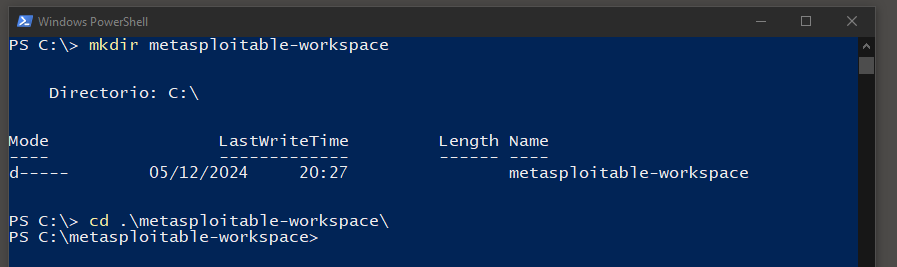 Windows PowerShell
PS C:\> mkdir metasploitable-workspace
Directorio: C:\
Mode LastWriteTime Length Name
---- ------------- ------ ----
d----- 05/12/2024 20:27 metasploitable-workspace
PS C:\> cd .\metasploitable-workspace\
PS C:\metasploitable-workspace>